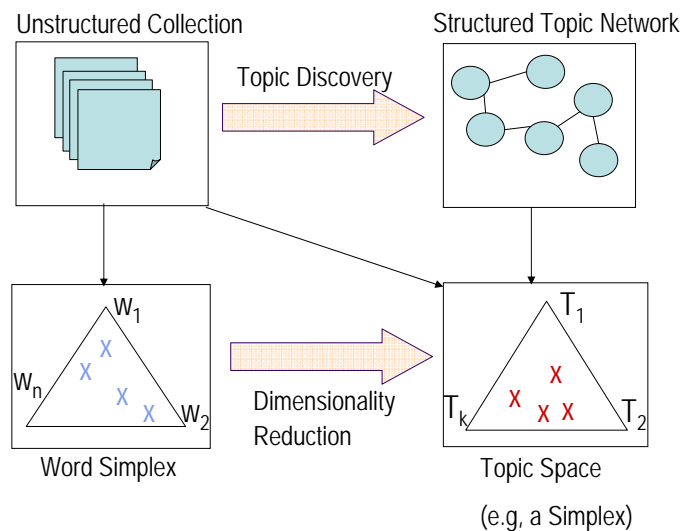 Unstructured Collection
Structured Topic Network
Topic Discovery
W1
X
X
Wn
X
X
W2
Word Simplex
Dimensionality
Reduction
T1
X
X
X
X
Tk
T2
Topic Space
(e.g, a Simplex)